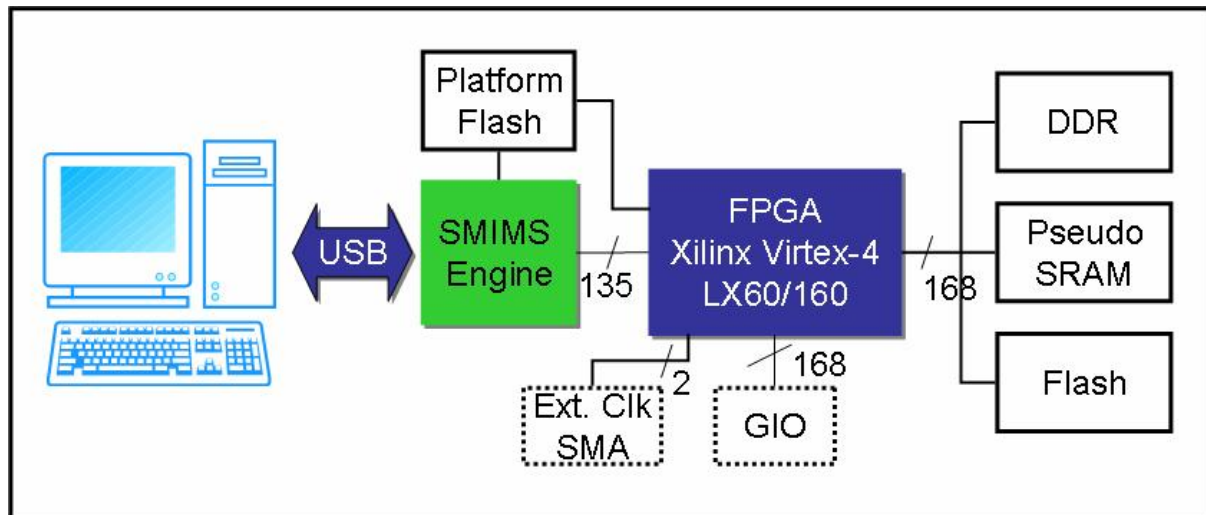 Platform
Flash
DDR
USB
SMIMS
Engine
135
FPGA
Xilinx Virtex-4
LX60/160
168
Pseudo
SRAM
Flash
2
168
Ext. Clk
SMA
GIO